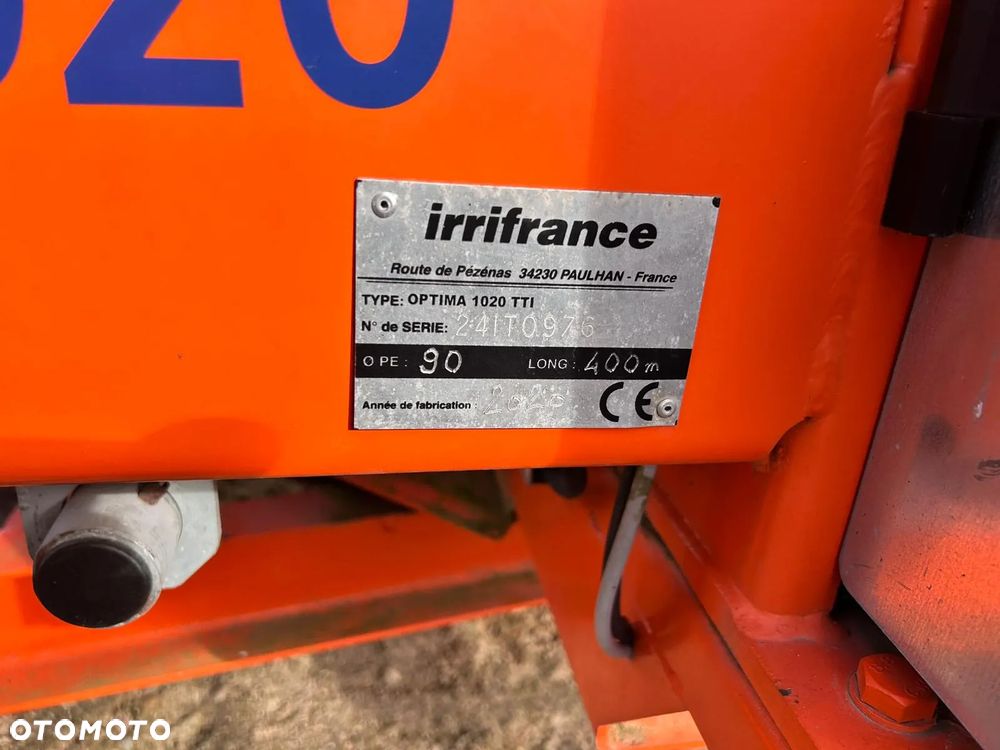 020
irrifrance
Route de Pézénas 34230 PAULHAN - France
TYPE: OPTIMA 1020 TTI
N° de SERIE: 24IT0976
O PE : 90 LONG : 400m
Année de fabrication : 2020 CE
OTOMOTO